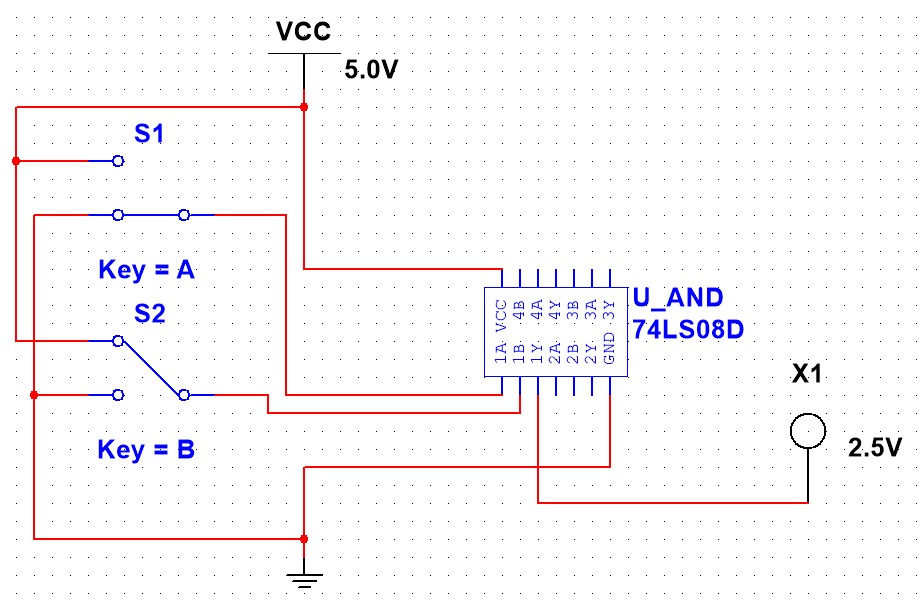 VCC
5.0V
S1
Key = A
S2
Key = B
VCC 4B 4A 4Y 3B 3A 3Y
1A 1B 1Y 2A 2B 2Y GND
U_AND
74LS08D
X1
2.5V